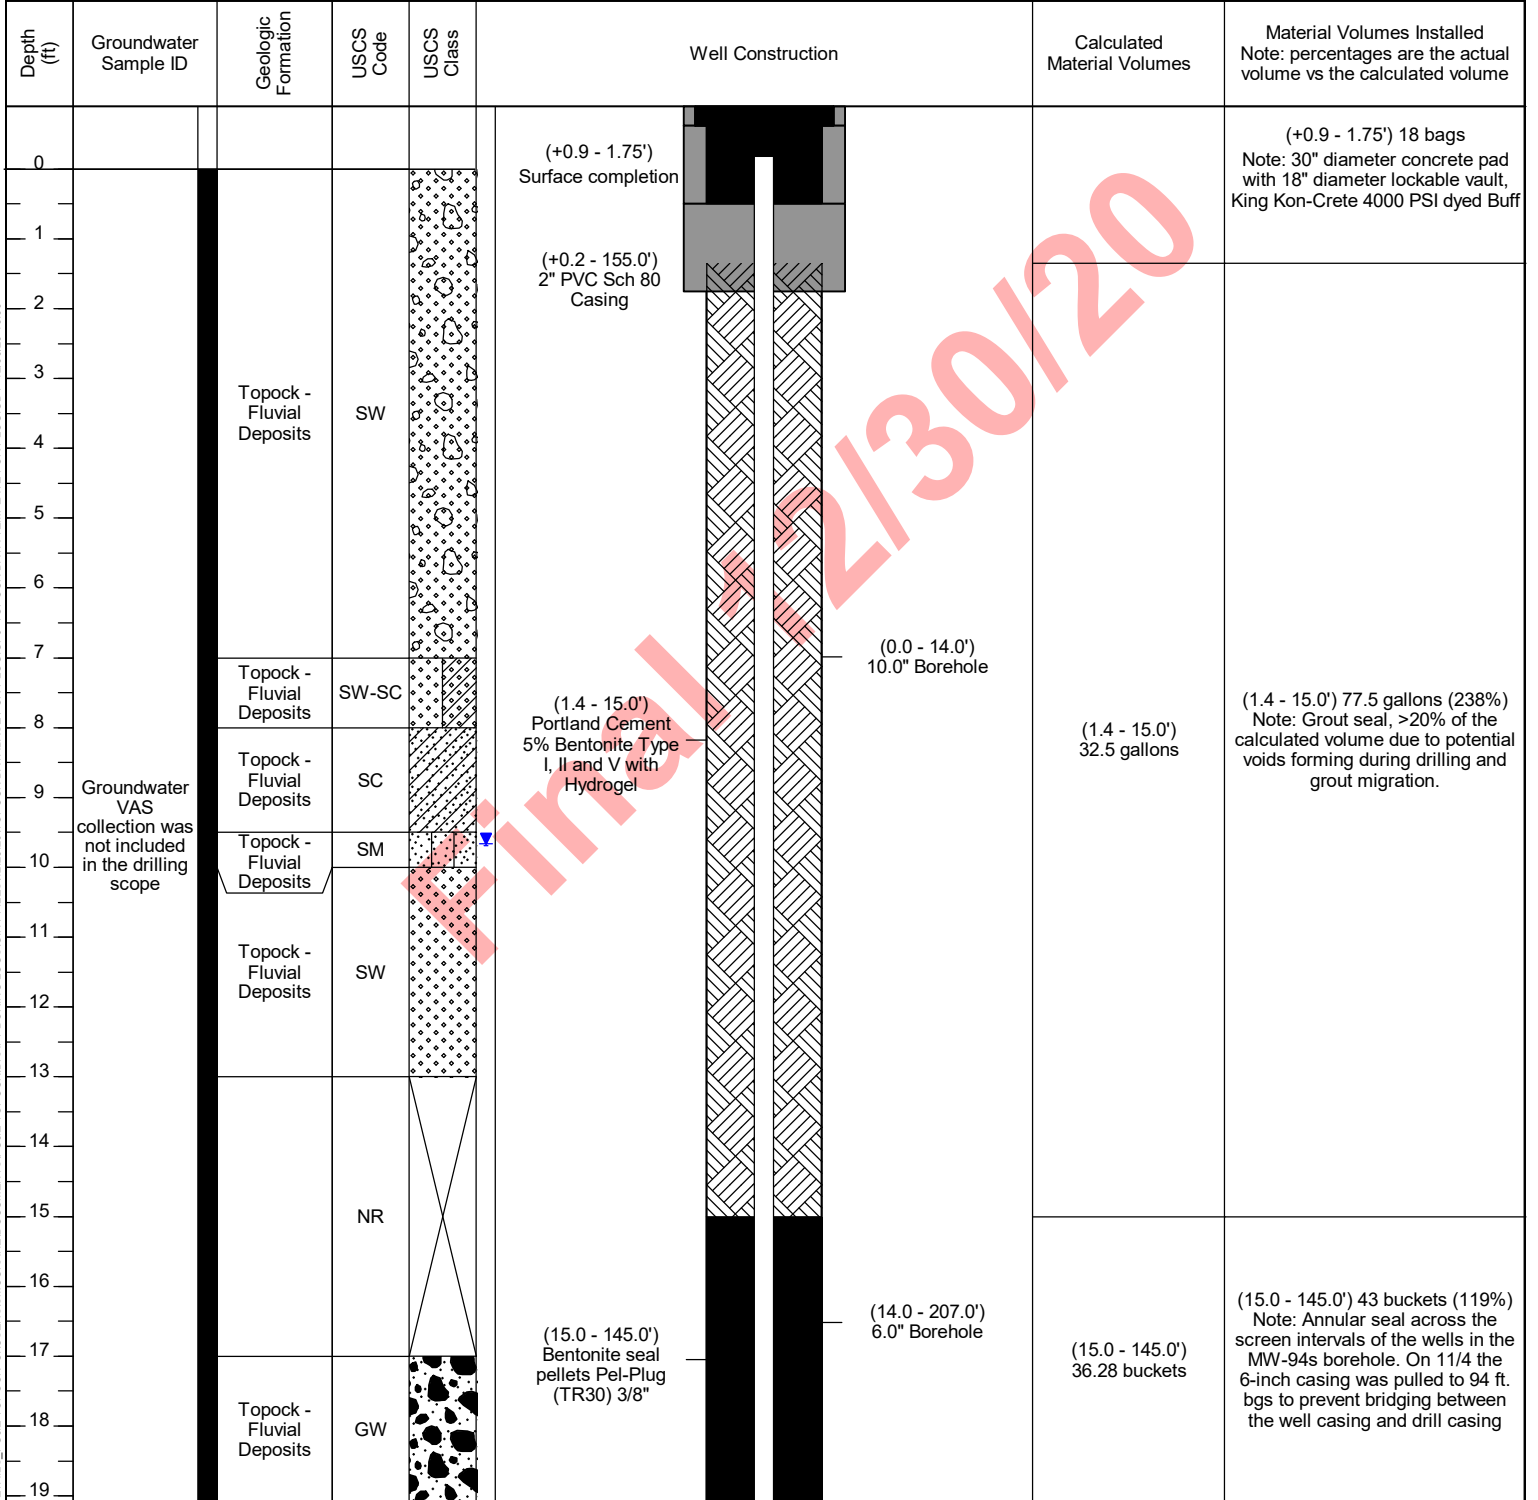 Depth
(ft)
Groundwater
Sample ID
Geologic
Formation
USCS
Code
USCS
Class
Well Construction
Calculated
Material Volumes
Material Volumes Installed
Note: percentages are the actual
volume vs the calculated volume
0
1
2
3
4
5
6
7
8
9
10
11
12
13
14
15
16
17
18
19
Groundwater
VAS
collection was
not included
in the drilling
scope
Topock -
Fluvial
Deposits
SW
Topock -
Fluvial
Deposits
SW-SC
Topock -
Fluvial
Deposits
SC
Topock -
Fluvial
Deposits
SM
Topock -
Fluvial
Deposits
SW
NR
Topock -
Fluvial
Deposits
GW
(+0.9 - 1.75')
Surface completion
(+0.2 - 155.0')
2" PVC Sch 80
Casing
(1.4 - 15.0')
Portland Cement
5% Bentonite Type
I, II and V with
Hydrogel
(15.0 - 145.0')
Bentonite seal
pellets Pel-Plug
(TR30) 3/8"
(0.0 - 14.0')
10.0" Borehole
(14.0 - 207.0')
6.0" Borehole
(1.4 - 15.0')
32.5 gallons
(15.0 - 145.0')
36.28 buckets
(+0.9 - 1.75') 18 bags
Note: 30" diameter concrete pad
with 18" diameter lockable vault,
King Kon-Crete 4000 PSI dyed Buff
(1.4 - 15.0') 77.5 gallons (238%)
Note: Grout seal, >20% of the
calculated volume due to potential
voids forming during drilling and
grout migration.
(15.0 - 145.0') 43 buckets (119%)
Note: Annular seal across the
screen intervals of the wells in the
MW-94s borehole. On 11/4 the
6-inch casing was pulled to 94 ft.
bgs to prevent bridging between
the well casing and drill casing
Final 12/30/20